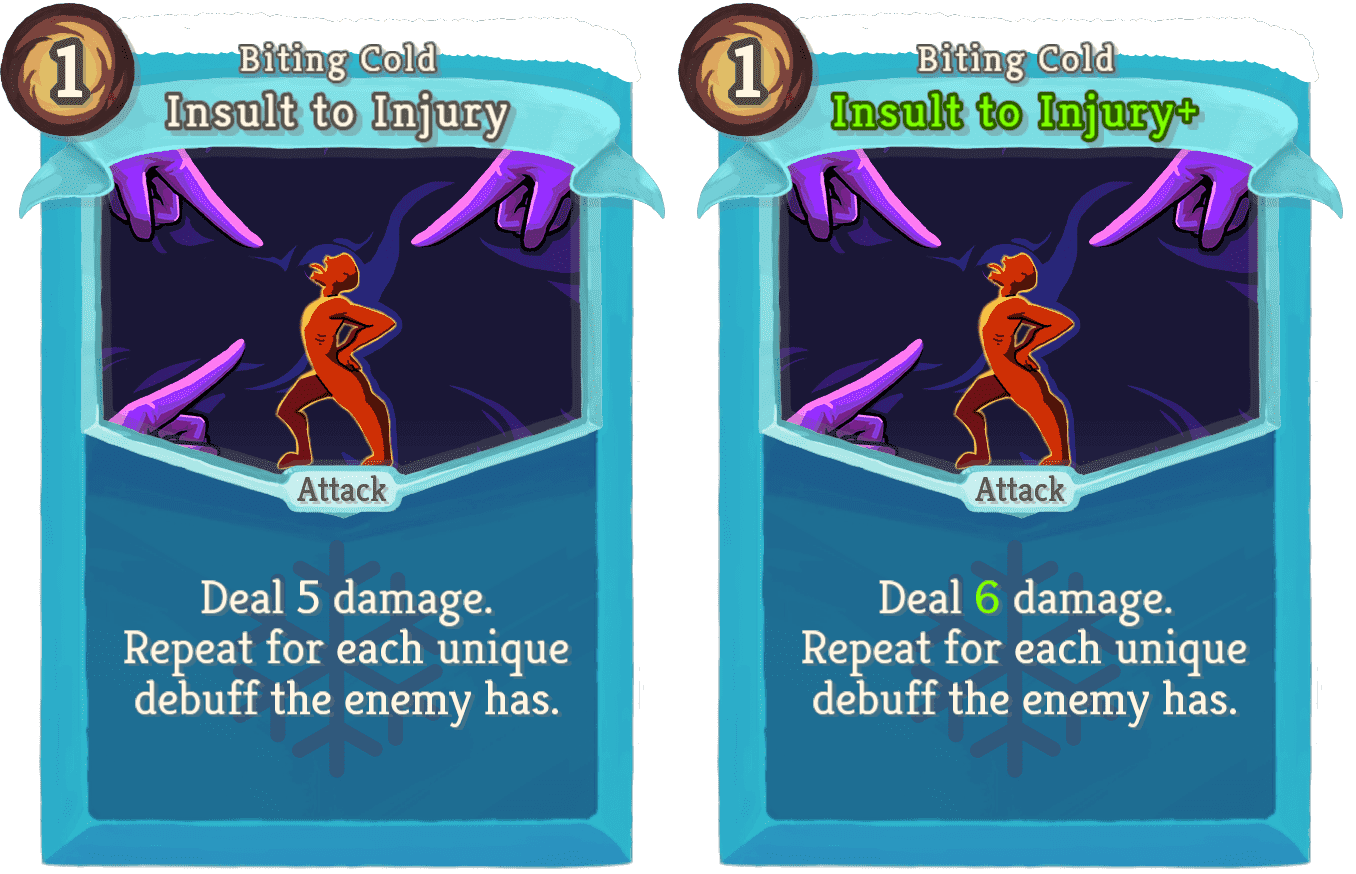 1
Biting Cold
Insult to Injury
Attack
Deal 5 damage.
Repeat for each unique
debuff the enemy has.
1
Biting Cold
Insult to Injury+
Attack
Deal 6 damage.
Repeat for each unique
debuff the enemy has.